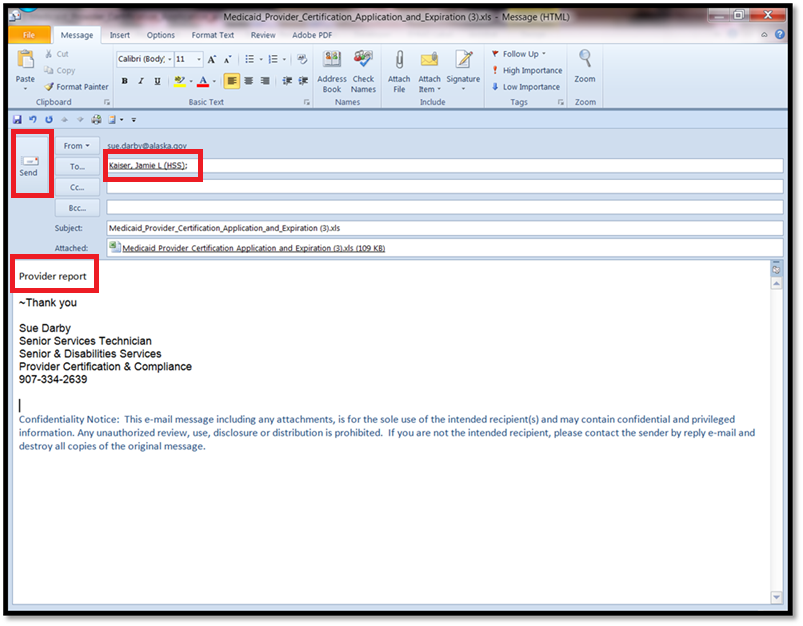 Medicaid_Provider_Certification_Application_and_Expiration (3).xls - Message (HTML)
File Message Insert Options Format Text Review Adobe PDF
Paste
Cut
Copy
Format Painter
Clipboard
Calibri (Body) 11
B I U
Basic Text
Address Book
Check Names
Names
Attach File
Attach Item
Signature
Include
Follow Up
High Importance
Low Importance
Tags
Zoom
Zoom
Send
From sue.darby@alaska.gov
To... Kaiser, Jamie L (HSS);
Cc...
Bcc...
Subject: Medicaid_Provider_Certification_Application_and_Expiration (3).xls
Attached: Medicaid Provider Certification Application and Expiration (3).xls (109 KB)
Provider report
~Thank you
Sue Darby
Senior Services Technician
Senior & Disabilities Services
Provider Certification & Compliance
907-334-2639
Confidentiality Notice: This e-mail message including any attachments, is for the sole use of the intended recipient(s) and may contain confidential and privileged
information. Any unauthorized review, use, disclosure or distribution is prohibited. If you are not the intended recipient, please contact the sender by reply e-mail and
destroy all copies of the original message.